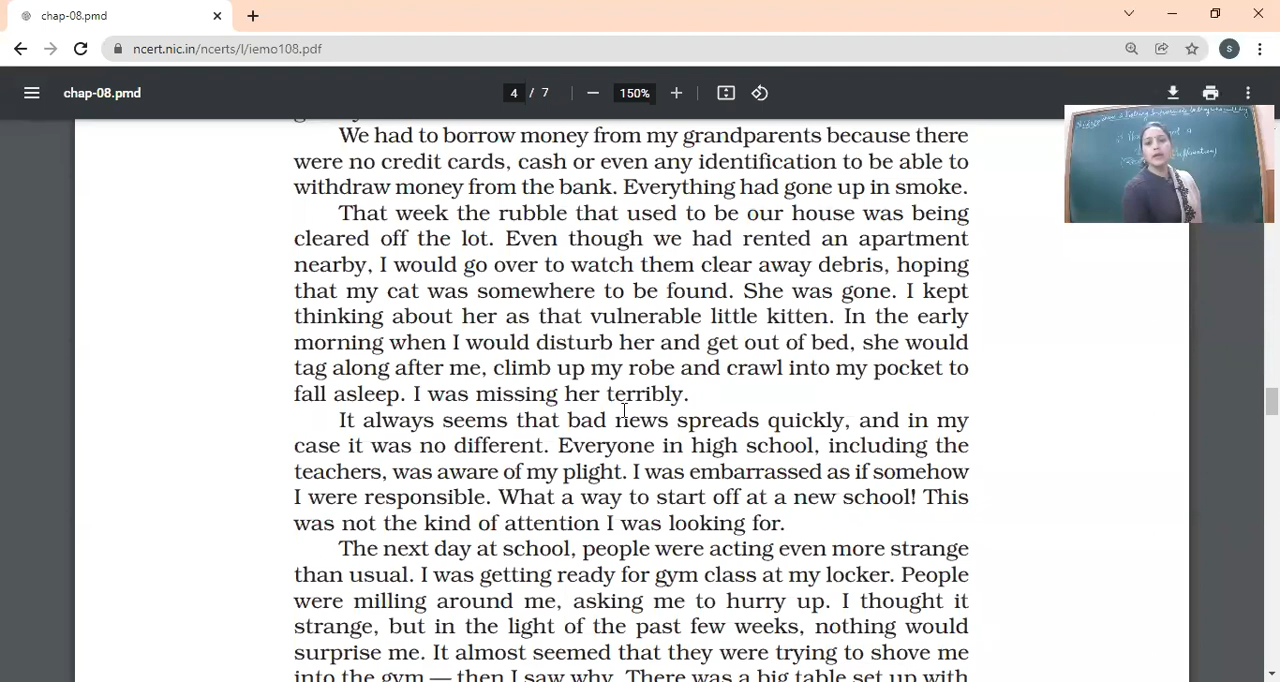 chap-08.pmd
ncert.nic.in/ncerts/l/iemo108.pdf
S
chap-08.pmd
4 / 7
150%
We had to borrow money from my grandparents because there
were no credit cards, cash or even any identification to be able to
withdraw money from the bank. Everything had gone up in smoke.
That week the rubble that used to be our house was being
cleared off the lot. Even though we had rented an apartment
nearby, I would go over to watch them clear away debris, hoping
that my cat was somewhere to be found. She was gone. I kept
thinking about her as that vulnerable little kitten. In the early
morning when I would disturb her and get out of bed, she would
tag along after me, climb up my robe and crawl into my pocket to
fall asleep. I was missing her terribly.
It always seems that bad news spreads quickly, and in my
case it was no different. Everyone in high school, including the
teachers, was aware of my plight. I was embarrassed as if somehow
I were responsible. What a way to start off at a new school! This
was not the kind of attention I was looking for.
The next day at school, people were acting even more strange
than usual. I was getting ready for gym class at my locker. People
were milling around me, asking me to hurry up. I thought it
strange, but in the light of the past few weeks, nothing would
surprise me. It almost seemed that they were trying to shove me
into the gym — then I saw why. There was a big table set up with